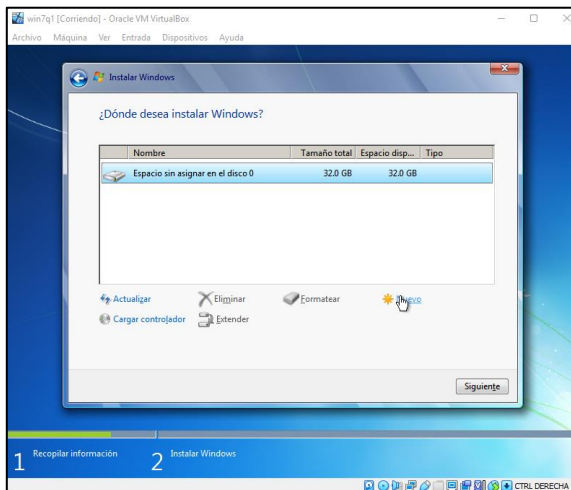 win7q1 [Corriendo] - Oracle VM VirtualBox
Archivo Máquina Ver Entrada Dispositivos Ayuda
Instalar Windows
¿Dónde desea instalar Windows?
Nombre Tamaño total Espacio disp... Tipo
Espacio sin asignar en el disco 0 32.0 GB 32.0 GB
Actualizar Eliminar Formatear Nuevo
Cargar controlador Extender
Siguiente
1 Recopilar información 2 Instalar Windows
CTRL DERECHA